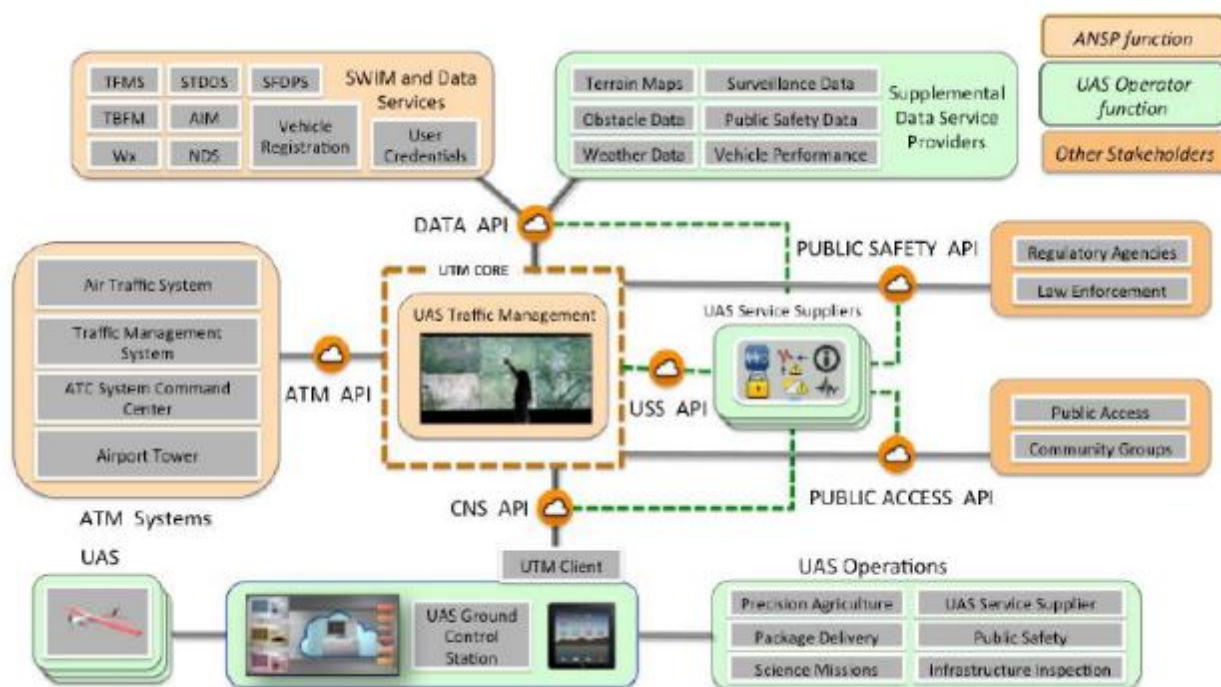 TFMS
STDDS
SFDPS
SWIM and Data
Services
TBFM
AIM
Vehicle
Registration
User
Credentials
Wx
NDS
Terrain Maps
Surveillance Data
Obstacle Data
Public Safety Data
Weather Data
Vehicle Performance
Supplemental
Data Service
Providers
ANSP function
UAS Operator
function
Other Stakeholders
DATA API
PUBLIC SAFETY API
Regulatory Agencies
Law Enforcement
UTM CORE
UAS Traffic Management
UAS Service Suppliers
Air Traffic System
Traffic Management
System
ATC System Command
Center
Airport Tower
ATM API
USS API
Public Access
Community Groups
PUBLIC ACCESS API
CNS API
ATM Systems
UAS
UTM Client
UAS Ground
Control
Station
UAS Operations
Precision Agriculture
UAS Service Supplier
Package Delivery
Public Safety
Science Missions
Infrastructure Inspection